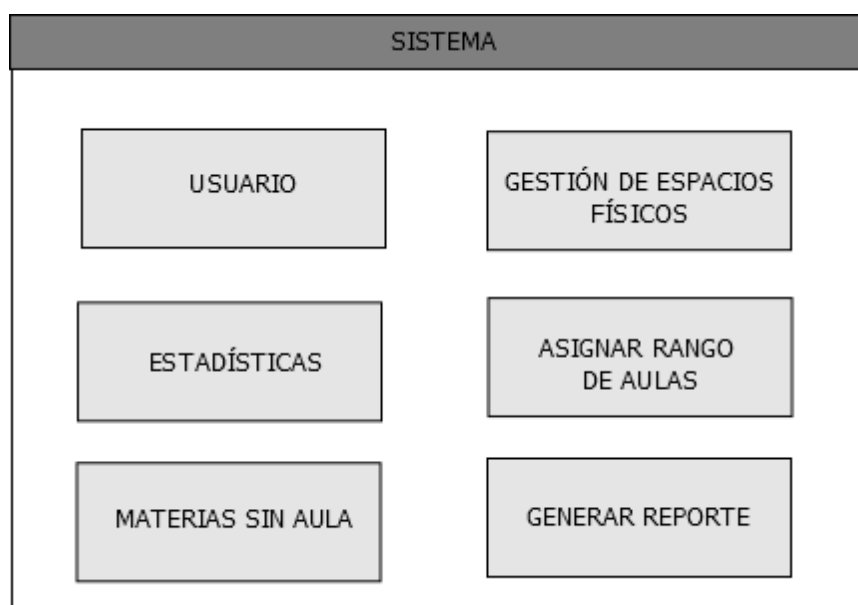 SISTEMA
USUARIO
GESTIÓN DE ESPACIOS
FÍSICOS
ESTADÍSTICAS
ASIGNAR RANGO
DE AULAS
MATERIAS SIN AULA
GENERAR REPORTE